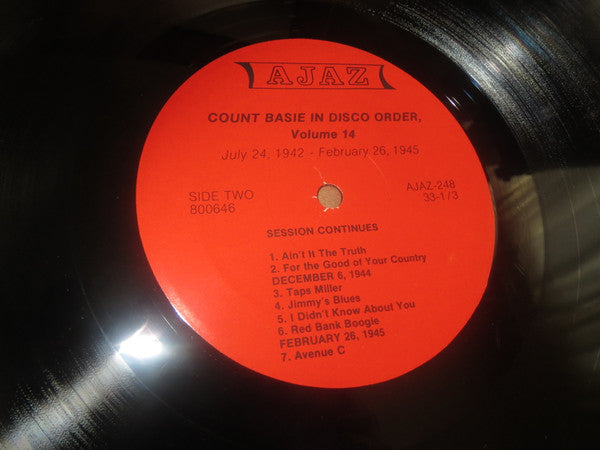 AJAZ
COUNT BASIE IN DISCO ORDER,
Volume 14
July 24, 1942 - February 26, 1945
SIDE TWO
800646
AJAZ-248
33-1/3
SESSION CONTINUES
1. Ain't It The Truth
2. For the Good of Your Country
DECEMBER 6, 1944
3. Taps Miller
4. Jimmy's Blues
5. I Didn't Know About You
6. Red Bank Boogie
FEBRUARY 26, 1945
7. Avenue C